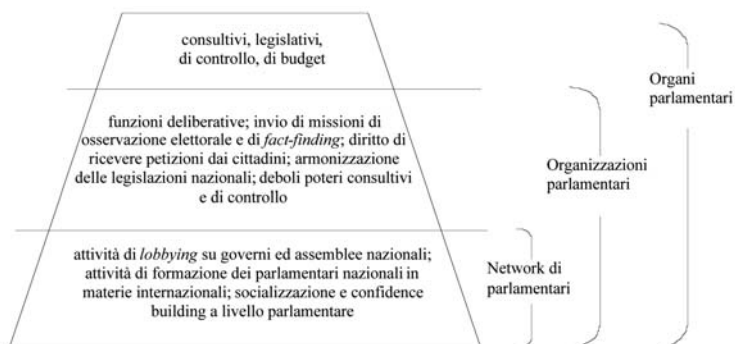 consultivi, legislativi,
di controllo, di budget
funzioni deliberative; invio di missioni di
osservazione elettorale e di fact-finding; diritto di
ricevere petizioni dai cittadini; armonizzazione
delle legislazioni nazionali; deboli poteri consultivi
e di controllo
attività di lobbying su governi ed assemblee nazionali;
attività di formazione dei parlamentari nazionali in
materie internazionali; socializzazione e confidence
building a livello parlamentare
Network di
parlamentari
Organizzazioni
parlamentari
Organi
parlamentari